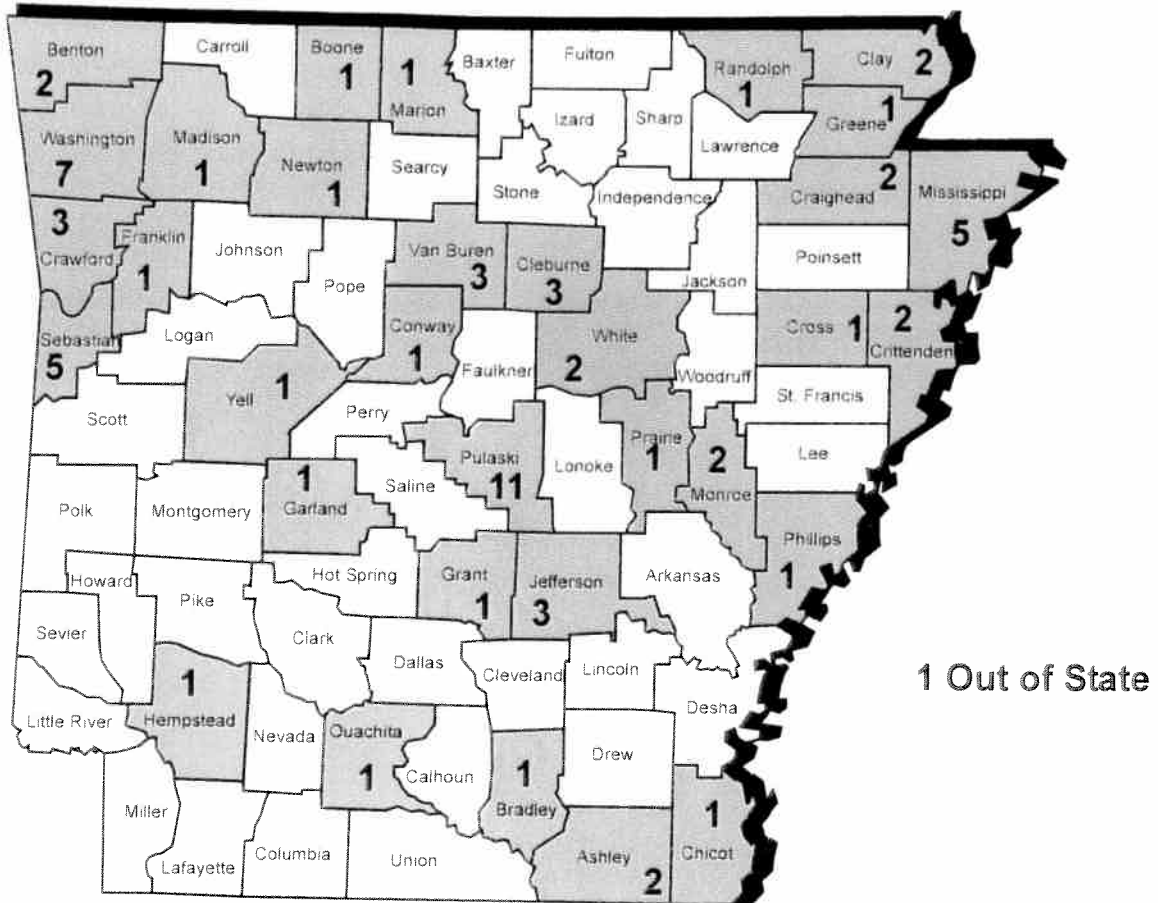 Benton
2
Carroll
Boone
1
1
Marion
Baxter
Fulton
Randolph
1
Clay
2
Washington
7
Madison
1
Newton
1
Searcy
Stone
Izard
Sharp
Lawrence
Greene
1
3
Crawford
Franklin
1
Johnson
Pope
Van Buren
3
Cleburne
3
Independence
Jackson
2
Craighead
Mississippi
5
Poinsett
Sebastian
5
Logan
Conway
1
Faulkner
White
2
Woodruff
Cross
1
2
Crittenden
Scott
Yell
1
Perry
Pulaski
11
Lonoke
Prairie
1
2
Monroe
St. Francis
Lee
Polk
Montgomery
1
Garland
Saline
Phillips
1
Howard
Pike
Hot Spring
Grant
1
Jefferson
3
Arkansas
Sevier
Clark
Dallas
Cleveland
Lincoln
Desha
1 Out of State
Little River
1
Hempstead
Nevada
Ouachita
1
Calhoun
1
Bradley
Drew
Miller
Lafayette
Columbia
Union
Ashley
2
1
Chicot